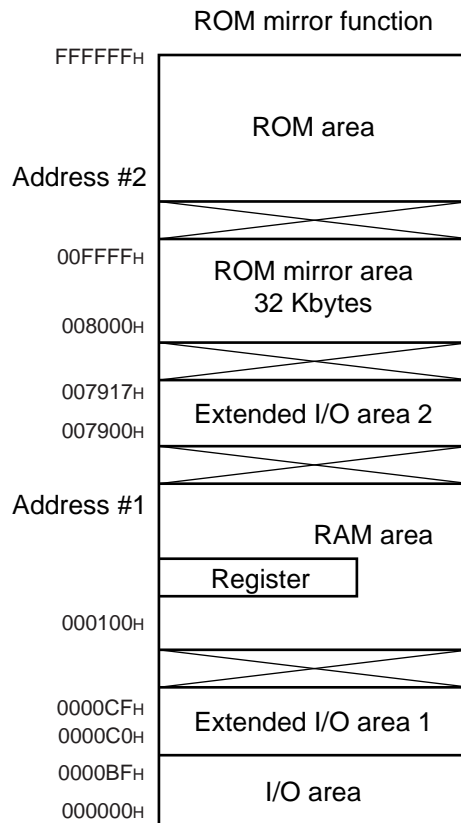 ROM mirror function
FFFFFFH
ROM area
Address #2
00FFFFH
ROM mirror area
32 Kbytes
008000H
007917H
Extended I/O area 2
007900H
Address #1
RAM area
Register
000100H
0000CFH
Extended I/O area 1
0000C0H
0000BFH
I/O area
000000H